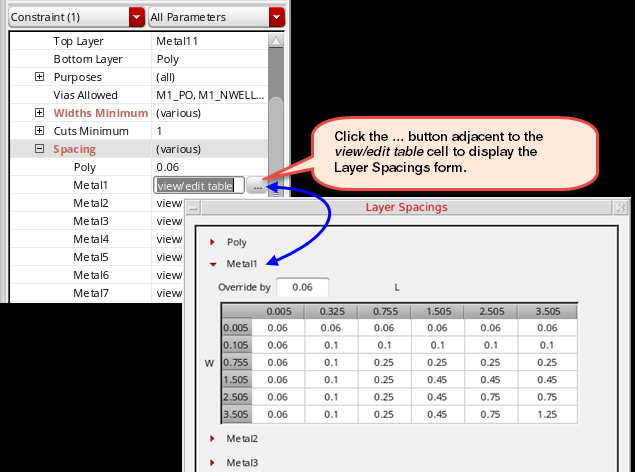 Constraint (1) All Parameters
Top Layer Metal11
Bottom Layer Poly
Purposes (all)
Vias Allowed M1_PO, M1_NWELL...
Widths Minimum (various)
Cuts Minimum 1
Spacing (various)
Poly 0.06
Metal1 view/edit table ...
Metal2 view/
Metal3 view/
Metal4 view/
Metal5 view/
Metal6 view/
Metal7 view/
Click the ... button adjacent to the
view/edit table cell to display the
Layer Spacings form.
Layer Spacings
Poly
Metal1
Override by 0.06 L
0.005 0.325 0.755 1.505 2.505 3.505
0.005 0.06 0.06 0.06 0.06 0.06 0.06
0.105 0.06 0.1 0.1 0.1 0.1 0.1
W 0.755 0.06 0.1 0.25 0.25 0.25 0.25
1.505 0.06 0.1 0.25 0.45 0.45 0.45
2.505 0.06 0.1 0.25 0.45 0.75 0.75
3.505 0.06 0.1 0.25 0.45 0.75 1.25
Metal2
Metal3